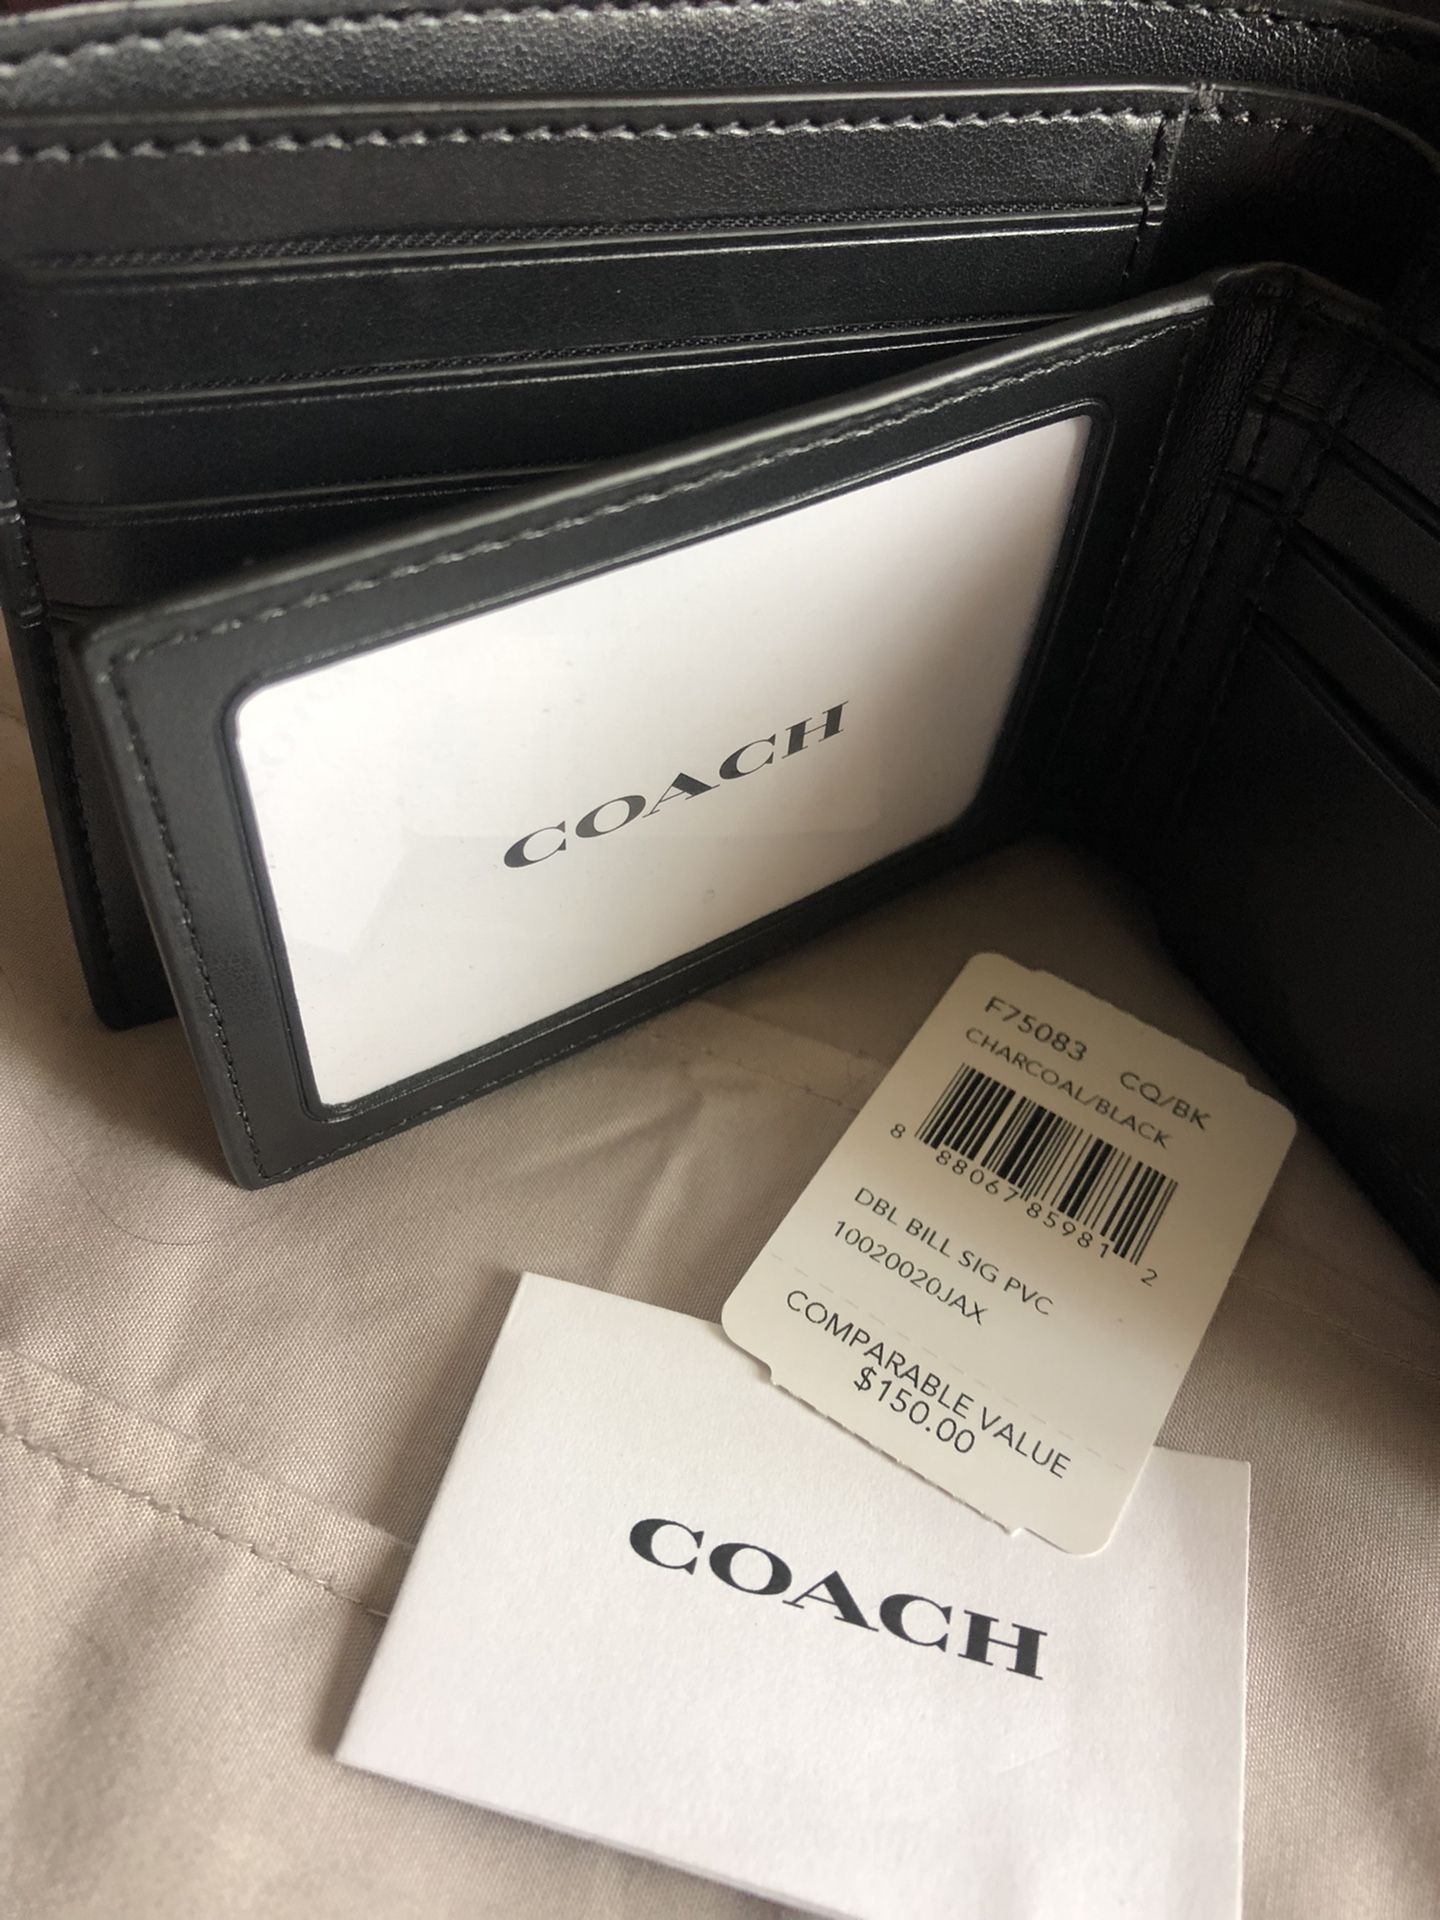 COACH
F75083 CQ/BK
CHARCOAL/BLACK
8 88067 85981 2
DBL BILL SIG PVC
10020020JAX
COMPARABLE VALUE
$150.00
COACH